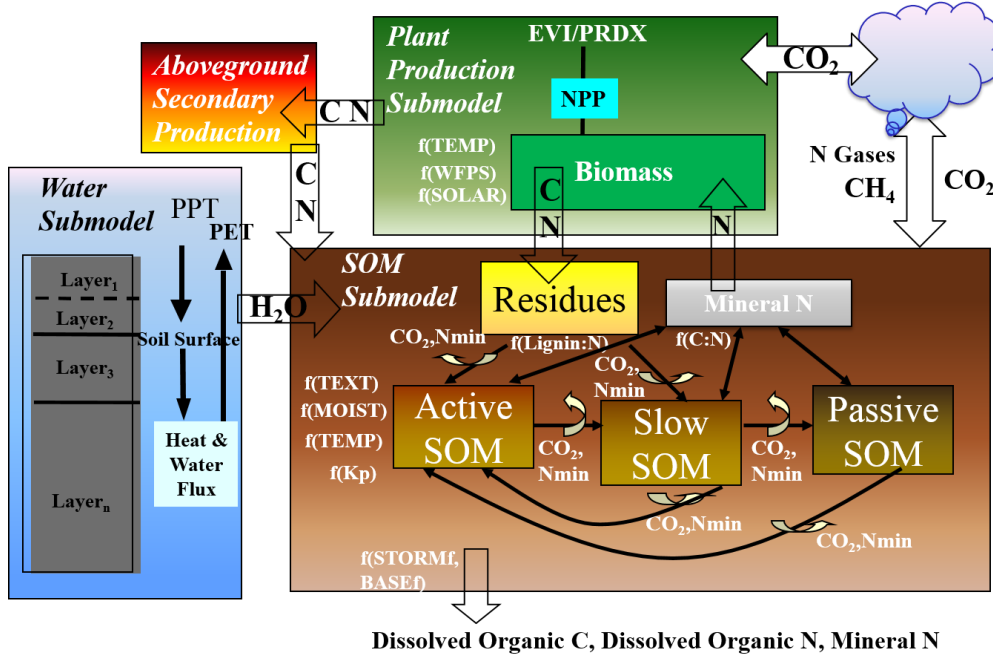 Plant
Production
Submodel
EVI/PRDX
NPP
f(TEMP)
f(WFPS)
f(SOLAR)
Biomass
CO2
Aboveground
Secondary
Production
C N
C
N
C
N
N
N Gases
CH4
CO2
Water
Submodel
PPT
PET
Layer1
Layer2
Soil Surface
Layer3
Heat &
Water
Flux
Layern
H2O
SOM
Submodel
Residues
Mineral N
CO2,Nmin
f(Lignin:N)
f(C:N)
CO2,
Nmin
f(TEXT)
f(MOIST)
f(TEMP)
f(Kp)
Active
SOM
CO2,
Nmin
Slow
SOM
CO2,
Nmin
Passive
SOM
CO2,Nmin
CO2,Nmin
f(STORMf,
BASEf)
Dissolved Organic C, Dissolved Organic N, Mineral N